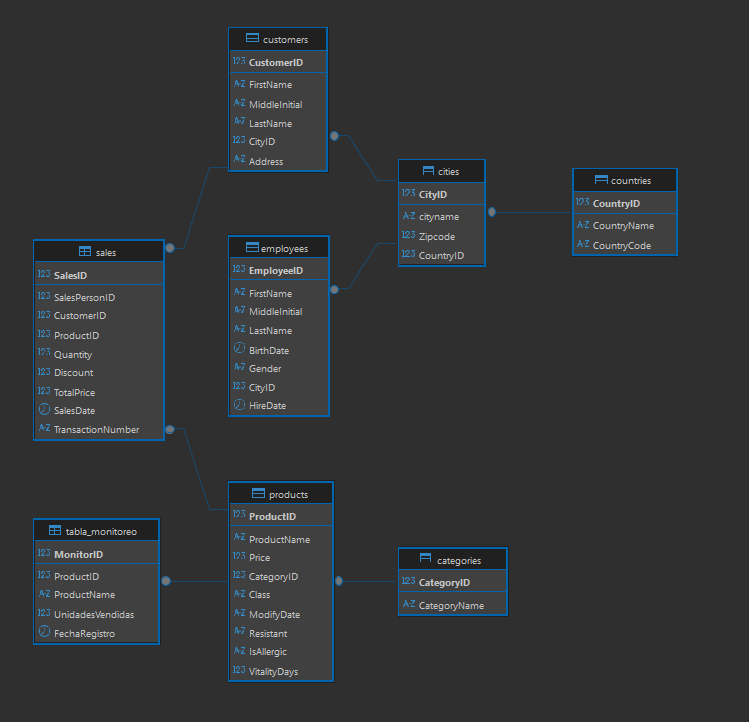 customers
123 CustomerID
A-Z FirstName
A-Z MiddleInitial
A-Z LastName
123 CityID
A-Z Address
cities
123 CityID
A-Z cityname
123 Zipcode
123 CountryID
countries
123 CountryID
A-Z CountryName
A-Z CountryCode
sales
123 SalesID
123 SalesPersonID
123 CustomerID
123 ProductID
123 Quantity
123 Discount
123 TotalPrice
SalesDate
A-Z TransactionNumber
employees
123 EmployeeID
A-Z FirstName
A-Z MiddleInitial
A-Z LastName
BirthDate
A-Z Gender
123 CityID
HireDate
products
123 ProductID
A-Z ProductName
123 Price
123 CategoryID
A-Z Class
A-Z ModifyDate
A-Z Resistant
A-Z IsAllergic
123 VitalityDays
tabla_monitoreo
123 MonitorID
123 ProductID
A-Z ProductName
123 UnidadesVendidas
FechaRegistro
categories
123 CategoryID
A-Z CategoryName